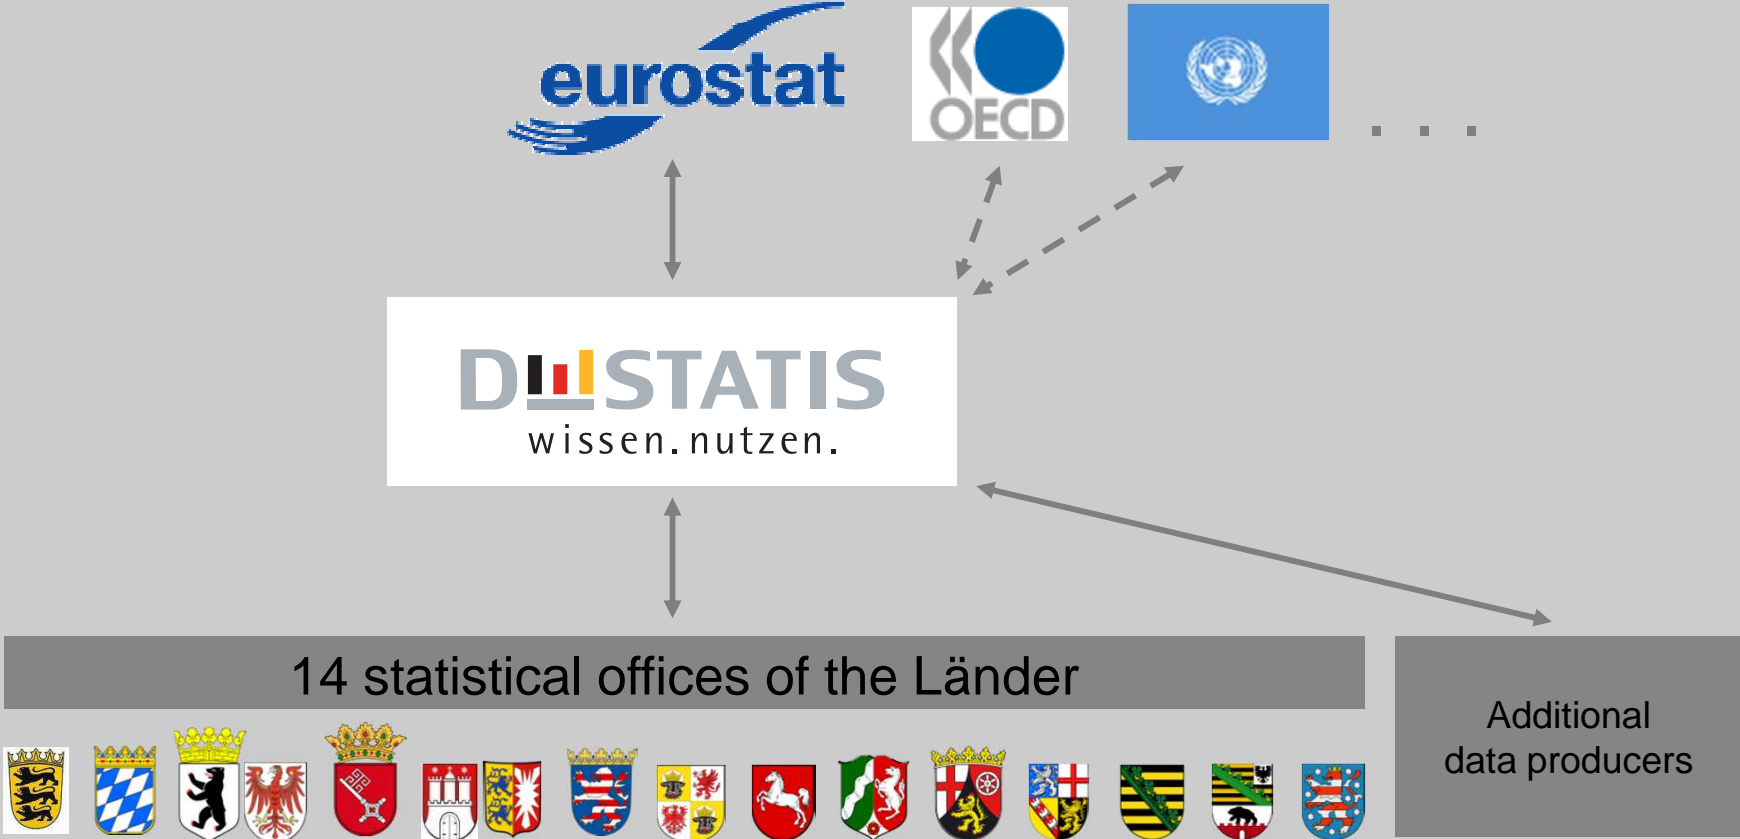 eurostat
OECD
. . .
DESTATIS
wissen.nutzen.
14 statistical offices of the Länder
Additional
data producers